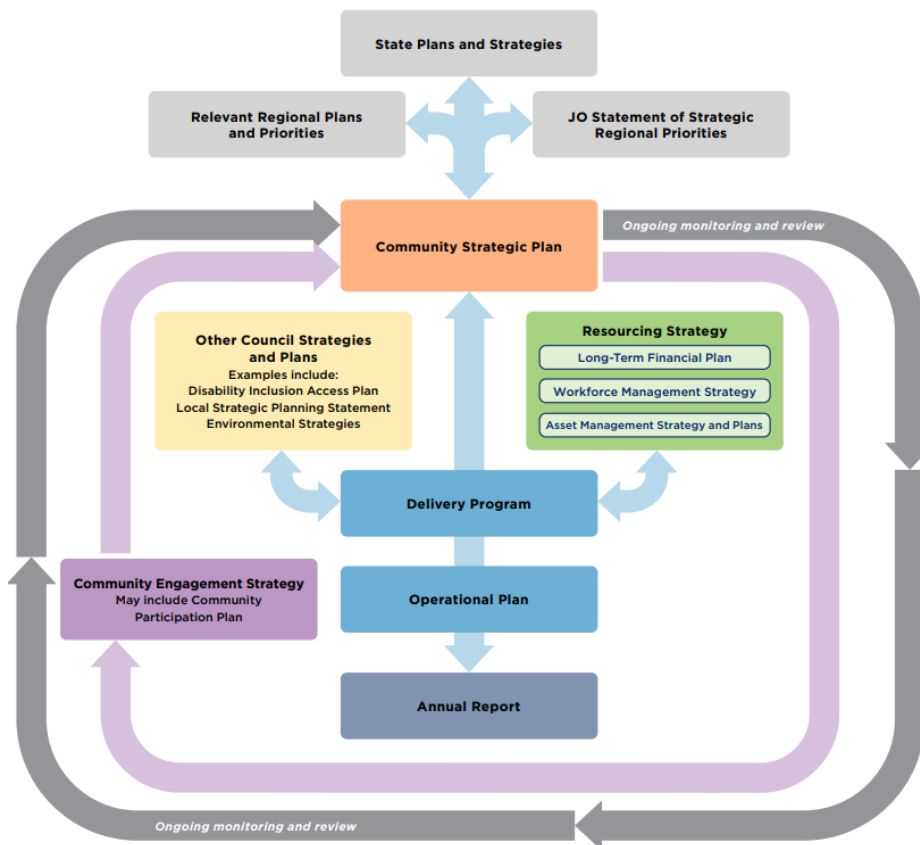 State Plans and Strategies
Relevant Regional Plans
and Priorities
JO Statement of Strategic
Regional Priorities
Community Strategic Plan
Ongoing monitoring and review
Other Council Strategies
and Plans
Examples include:
Disability Inclusion Access Plan
Local Strategic Planning Statement
Environmental Strategies
Resourcing Strategy
Long-Term Financial Plan
Workforce Management Strategy
Asset Management Strategy and Plans
Delivery Program
Community Engagement Strategy
May include Community
Participation Plan
Operational Plan
Annual Report
Ongoing monitoring and review